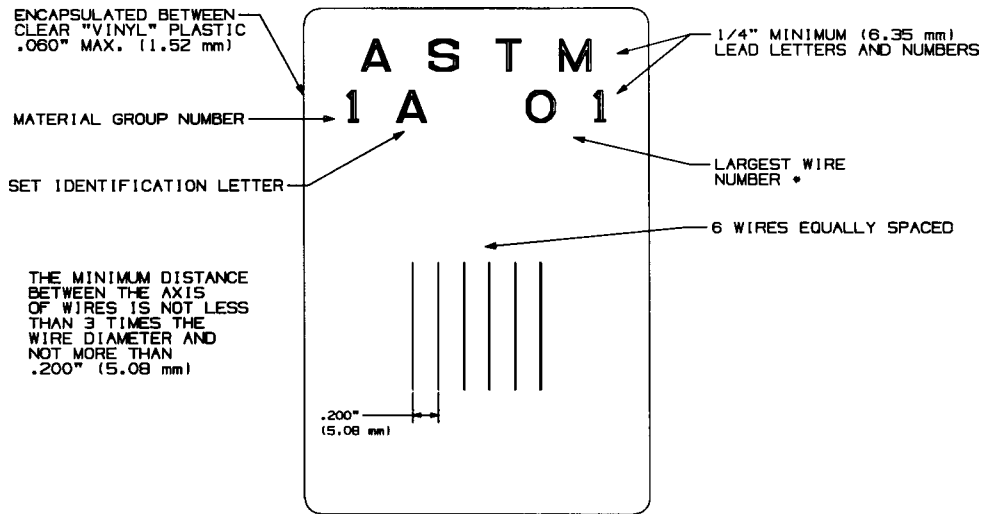 ENCAPSULATED BETWEEN
CLEAR "VINYL" PLASTIC
.060" MAX. (1.52 mm)
1/4" MINIMUM (6.35 mm)
LEAD LETTERS AND NUMBERS
A S T M
1 A 0 1
MATERIAL GROUP NUMBER
SET IDENTIFICATION LETTER
LARGEST WIRE
NUMBER *
6 WIRES EQUALLY SPACED
THE MINIMUM DISTANCE
BETWEEN THE AXIS
OF WIRES IS NOT LESS
THAN 3 TIMES THE
WIRE DIAMETER AND
NOT MORE THAN
.200" (5.08 mm)
.200"
(5.08 mm)